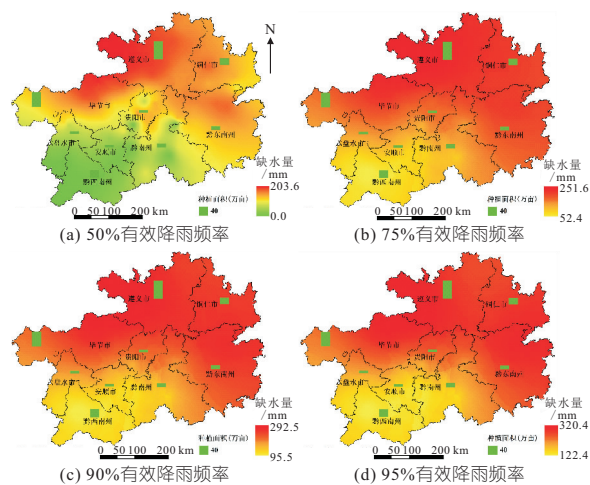 N
遵义市
铜仁市
毕节市
贵阳市
黔东南州
六盘水市
安顺市
黔南州
黔西南州
缺水量
/mm
203.6
0.0
种植面积(万亩)
40
0 50 100 200 km
(a) 50%有效降雨频率
遵义市
铜仁市
毕节市
贵阳市
黔东南州
六盘水市
安顺市
黔南州
黔西南州
缺水量
/mm
251.6
52.4
种植面积(万亩)
40
0 50 100 200 km
(b) 75%有效降雨频率
遵义市
铜仁市
毕节市
贵阳市
黔东南州
六盘水市
安顺市
黔南州
黔西南州
缺水量
/mm
292.5
95.5
种植面积(万亩)
40
0 50 100 200 km
(c) 90%有效降雨频率
遵义市
铜仁市
毕节市
贵阳市
黔东南州
六盘水市
安顺市
黔南州
黔西南州
缺水量
/mm
320.4
122.4
种植面积(万亩)
40
0 50 100 200 km
(d) 95%有效降雨频率